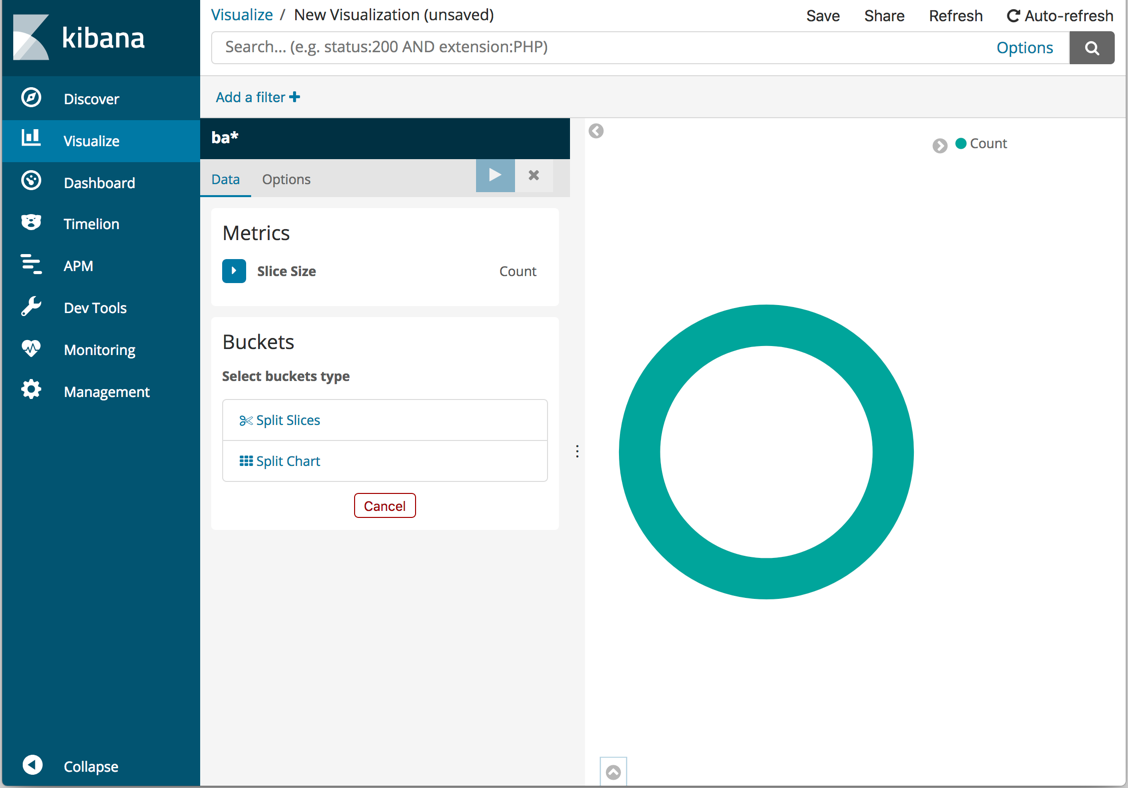 kibana
Discover
Visualize
Dashboard
Timelion
APM
Dev Tools
Monitoring
Management
Collapse
Visualize / New Visualization (unsaved)
Save Share Refresh Auto-refresh
Search... (e.g. status:200 AND extension:PHP)
Options
Add a filter
ba*
Data Options
Metrics
Slice Size Count
Buckets
Select buckets type
Split Slices
Split Chart
Cancel
Count